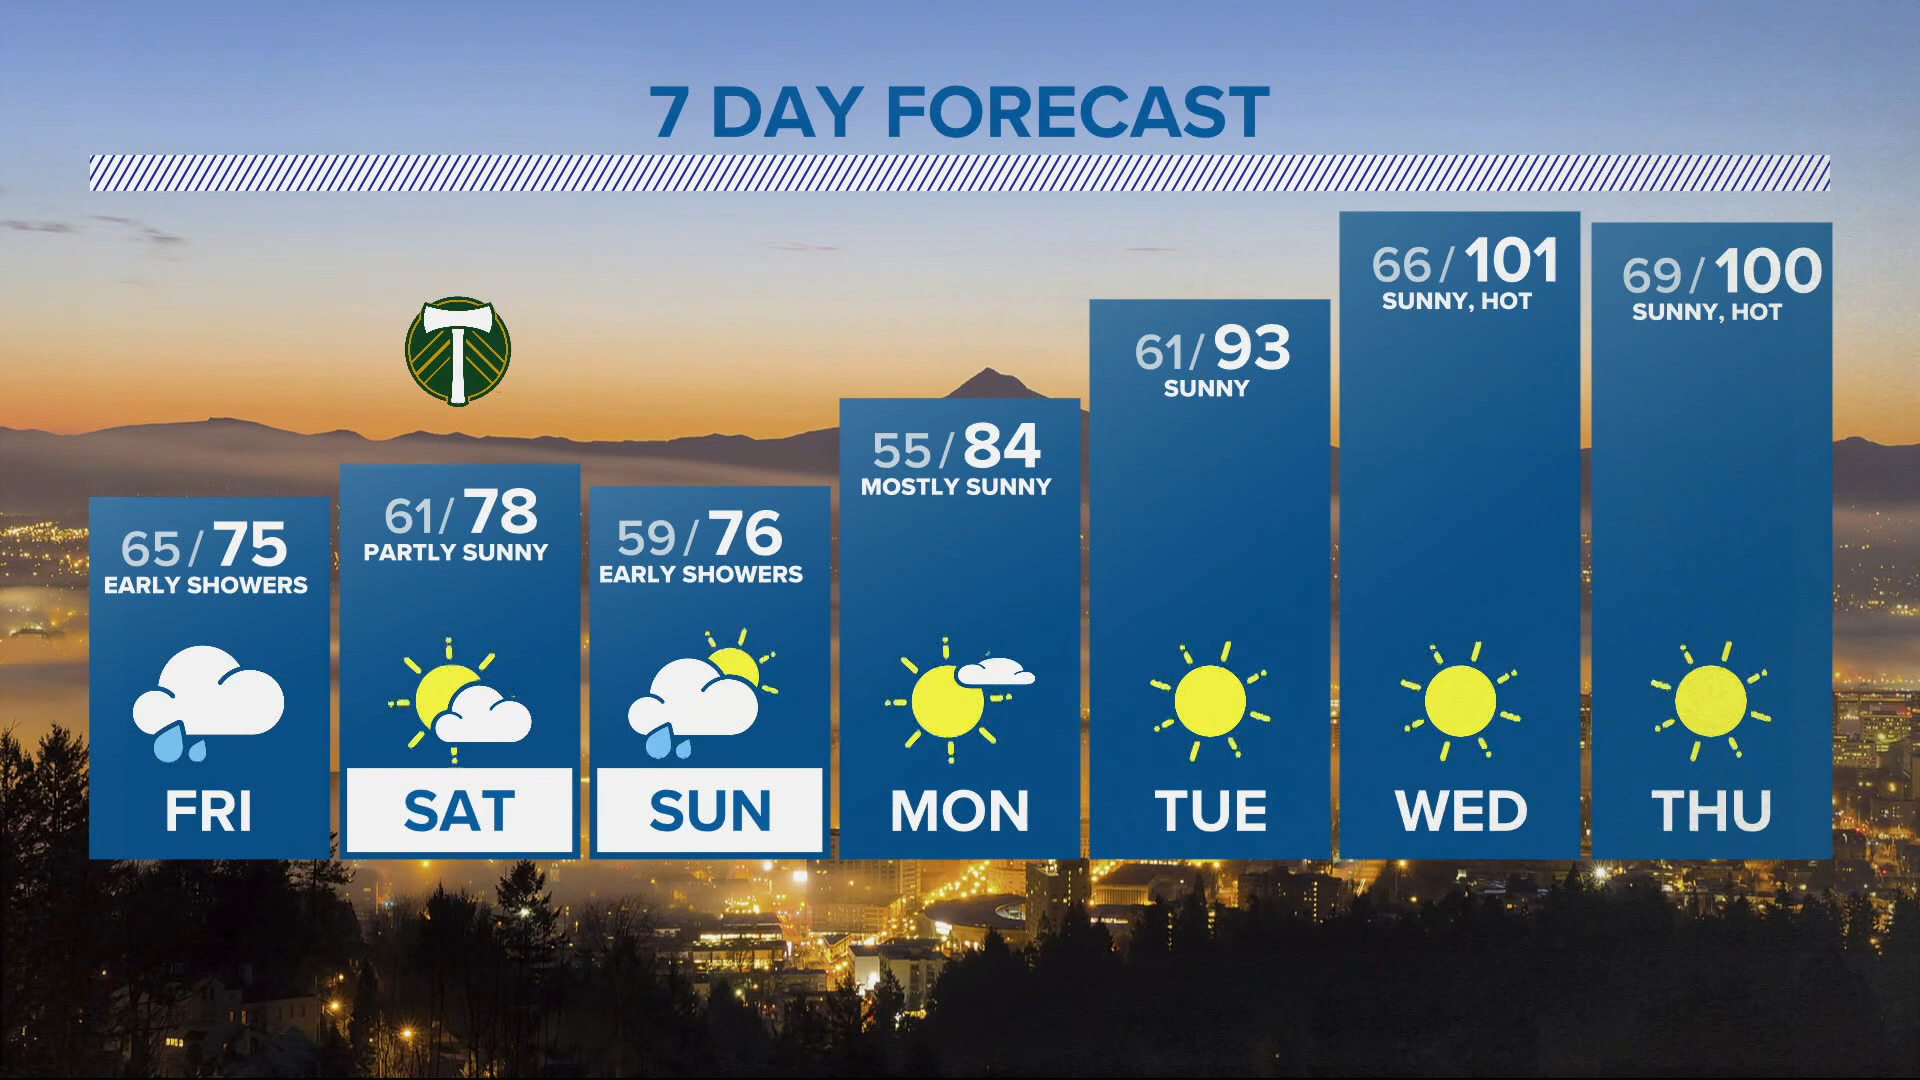 7 DAY FORECAST
65/75
EARLY SHOWERS
FRI
61/78
PARTLY SUNNY
SAT
59/76
EARLY SHOWERS
SUN
55/84
MOSTLY SUNNY
MON
61/93
SUNNY
TUE
66/101
SUNNY, HOT
WED
69/100
SUNNY, HOT
THU